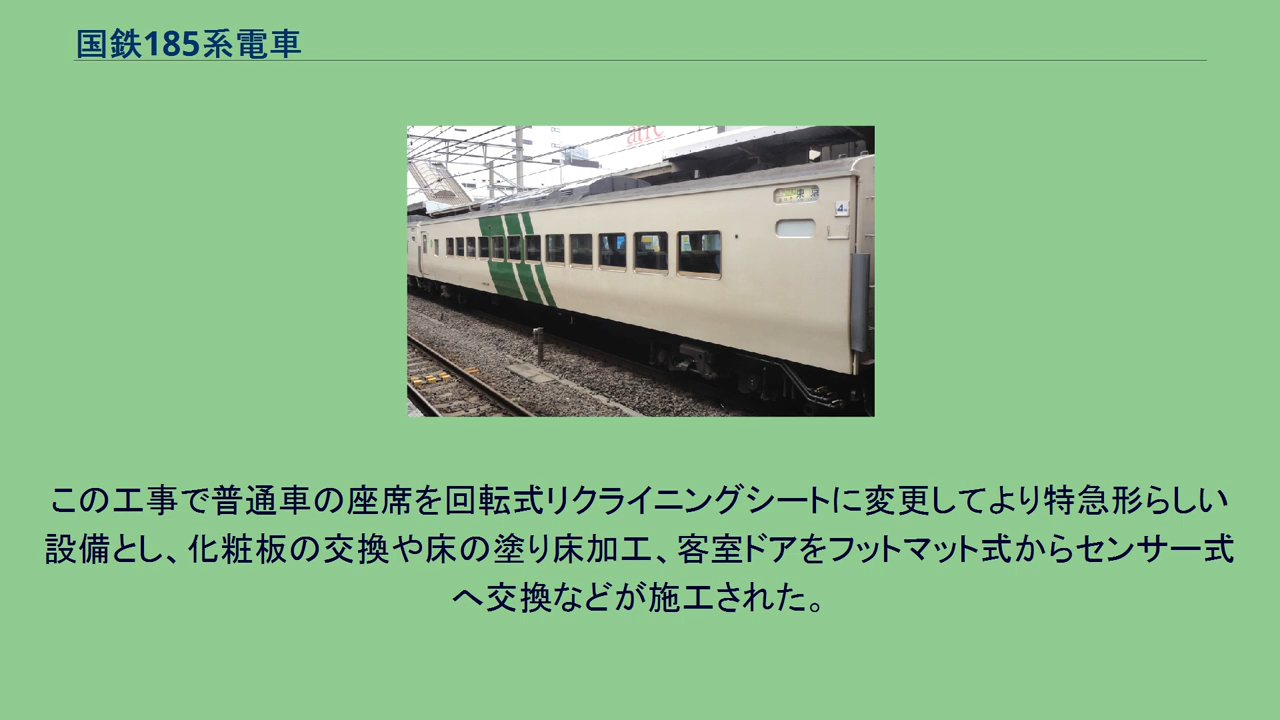 国鉄185系電車
この工事で普通車の座席を回転式リクライニングシートに変更してより特急形らしい
設備とし、化粧板の交換や床の塗り床加工、客室ドアをフットマット式からセンサー式
へ交換などが施工された。